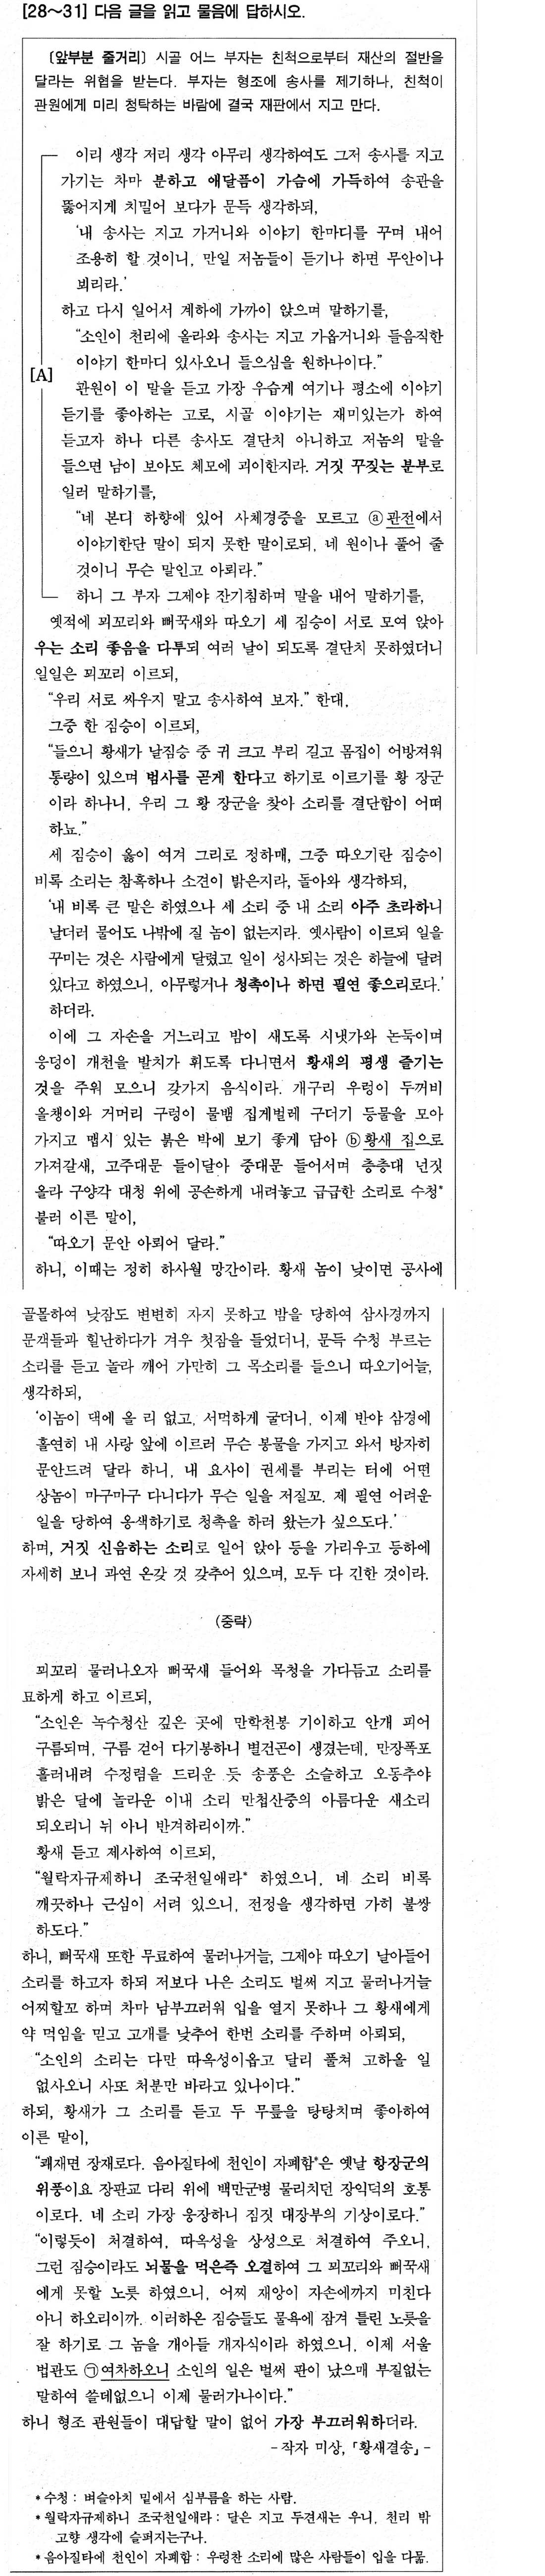 [28~31] 다음 글을 읽고 물음에 답하시오.
〔앞부분 줄거리〕 시골 어느 부자는 친척으로부터 재산의 절반을
달라는 위협을 받는다. 부자는 형조에 송사를 제기하나, 친척이
관원에게 미리 청탁하는 바람에 결국 재판에서 지고 만다.
이리 생각 저리 생각 아무리 생각하여도 그저 송사를 지고
가기는 차마 분하고 애달픔이 가슴에 가득하여 송관을
뚫어지게 치밀어 보다가 문득 생각하되,
‘내 송사는 지고 가거니와 이야기 한마디를 꾸며 내어
조용히 할 것이니, 만일 저놈들이 듣기나 하면 무안이나
뵈리라.’
하고 다시 일어서 계하에 가까이 앉으며 말하기를,
“소인이 천리에 올라와 송사는 지고 가옵거니와 들음직한
이야기 한마디 있사오니 들으심을 원하나이다.”
[A]
관원이 이 말을 듣고 가장 우습게 여기나 평소에 이야기
듣기를 좋아하는 고로, 시골 이야기는 재미있는가 하여
듣고자 하나 다른 송사도 결단치 아니하고 저놈의 말을
들으면 남이 보아도 체모에 괴이한지라. 거짓 꾸짖는 분부로
일러 말하기를,
“네 본디 하향에 있어 사체경중을 모르고 ⓐ관전에서
이야기한단 말이 되지 못한 말이로되, 네 원이나 풀어 줄
것이니 무슨 말인고 아뢰라.”
하니 그 부자 그제야 잔기침하며 말을 내어 말하기를,
옛적에 꾀꼬리와 뻐꾹새와 따오기 세 짐승이 서로 모여 앉아
우는 소리 좋음을 다투되 여러 날이 되도록 결단치 못하였더니
일일은 꾀꼬리 이르되,
“우리 서로 싸우지 말고 송사하여 보자.” 한대,
그중 한 짐승이 이르되,
“들으니 황새가 날짐승 중 귀 크고 부리 길고 몸집이 어방져워
통량이 있으며 범사를 곧게 한다고 하기로 이르기를 황 장군
이라 하나니, 우리 그 황 장군을 찾아 소리를 결단함이 어떠
하뇨.”
세 짐승이 옳이 여겨 그리로 정하매, 그중 따오기란 짐승이
비록 소리는 참혹하나 소견이 밝은지라, 돌아와 생각하되,
‘내 비록 큰 말은 하였으나 세 소리 중 내 소리 아주 초라하니
날더러 물어도 나밖에 질 놈이 없는지라. 옛사람이 이르되 일을
꾸미는 것은 사람에게 달렸고 일이 성사되는 것은 하늘에 달려
있다고 하였으니, 아무렇거나 청촉이나 하면 필연 좋으리로다.’
하더라.
이에 그 자손을 거느리고 밤이 새도록 시냇가와 논둑이며
웅덩이 개천을 발치가 휘도록 다니면서 황새의 평생 즐기는
것을 주워 모으니 갖가지 음식이라. 개구리 우렁이 두꺼비
올챙이와 거머리 구렁이 물뱀 집게벌레 구더기 등물을 모아
가지고 맵시 있는 붉은 박에 보기 좋게 담아 ⓑ황새 집으로
가져갈새, 고주대문 들이달아 중대문 들어서며 층층대 넌짓
올라 구양각 대청 위에 공손하게 내려놓고 급급한 소리로 수청*
불러 이른 말이,
“따오기 문안 아뢰어 달라.”
하니, 이때는 정히 하사월 망간이라. 황새 놈이 낮이면 공사에
골몰하여 낮잠도 변변히 자지 못하고 밤을 당하여 삼사경까지
문객들과 힐난하다가 겨우 첫잠을 들었더니, 문득 수청 부르는
소리를 듣고 놀라 깨어 가만히 그 목소리를 들으니 따오기어늘,
생각하되,
‘이놈이 댁에 올 리 없고, 서먹하게 굴더니, 이제 반야 삼경에
홀연히 내 사랑 앞에 이르러 무슨 봉물을 가지고 와서 방자히
문안드려 달라 하니, 내 요사이 권세를 부리는 터에 어떤
상놈이 마구마구 다니다가 무슨 일을 저질꼬. 제 필연 어려운
일을 당하여 옹색하기로 청촉을 하러 왔는가 싶으도다.’
하며, 거짓 신음하는 소리로 일어 앉아 등을 가리우고 등하에
자세히 보니 과연 온갖 것 갖추어 있으며, 모두 다 긴한 것이라.
(중략)
꾀꼬리 물러나오자 뻐꾹새 들어와 목청을 가다듬고 소리를
묘하게 하고 이르되,
“소인은 녹수청산 깊은 곳에 만학천봉 기이하고 안개 피어
구름되며, 구름 걷어 다기봉하니 별건곤이 생겼는데, 만장폭포
흘러내려 수정렴을 드리운 듯 송풍은 소슬하고 오동추야
밝은 달에 놀라운 이내 소리 만첩산중의 아름다운 새소리
되오리니 뉘 아니 반겨하리이까.”
황새 듣고 제사하여 이르되,
“월락자규제하니 조국천일애라* 하였으니, 네 소리 비록
깨끗하나 근심이 서려 있으니, 전정을 생각하면 가히 불쌍
하도다.”
하니, 뻐꾹새 또한 무료하여 물러나거늘, 그제야 따오기 날아들어
소리를 하고자 하되 저보다 나은 소리도 벌써 지고 물러나거늘
어찌할꼬 하며 차마 남부끄러워 입을 열지 못하나 그 황새에게
약 먹임을 믿고 고개를 낮추어 한번 소리를 주하며 아뢰되,
“소인의 소리는 다만 따옥성이옵고 달리 풀쳐 고하올 일
없사오니 사또 처분만 바라고 있나이다.”
하되, 황새가 그 소리를 듣고 두 무릎을 탕탕치며 좋아하여
이른 말이,
“쾌재면 장재로다. 음아질타에 천인이 자폐함*은 옛날 항장군의
위풍이요 장판교 다리 위에 백만군병 물리치던 장익덕의 호통
이로다. 네 소리 가장 웅장하니 짐짓 대장부의 기상이로다.”
“이렇듯이 처결하여, 따옥성을 상성으로 처결하여 주오니,
그런 짐승이라도 뇌물을 먹은즉 오결하여 그 꾀꼬리와 뻐꾹새
에게 못할 노릇 하였으니, 어찌 재앙이 자손에까지 미친다
아니 하오리이까. 이러하온 짐승들도 물욕에 잠겨 틀린 노릇을
잘 하기로 그 놈을 개아들 개자식이라 하였으니, 이제 서울
법관도 ㉠여차하오니 소인의 일은 벌써 판이 났으매 부질없는
말하여 쓸데없으니 이제 물러가나이다.”
하니 형조 관원들이 대답할 말이 없어 가장 부끄러워하더라.
- 작자 미상, 「황새결송」 -
* 수청 : 벼슬아치 밑에서 심부름을 하는 사람.
* 월락자규제하니 조국천일애라 : 달은 지고 두견새는 우니, 천리 밖
고향 생각에 슬퍼지는구나.
* 음아질타에 천인이 자폐함 : 우렁찬 소리에 많은 사람들이 입을 다묾.